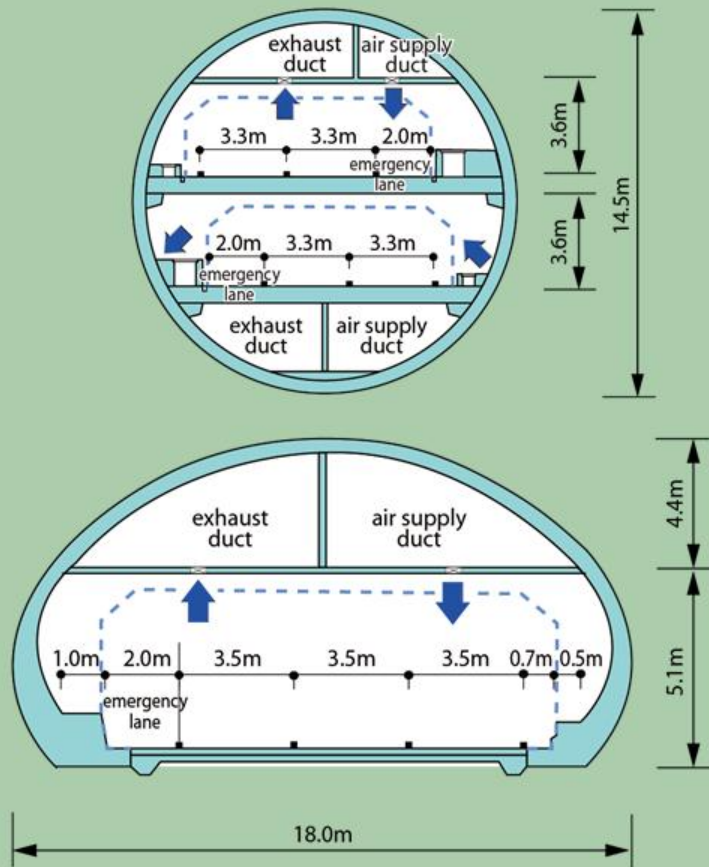 exhaust
duct
air supply
duct
3.3m
3.3m
2.0m
emergency
lane
3.6m
14.5m
2.0m
3.3m
3.3m
emergency
lane
3.6m
exhaust
duct
air supply
duct
exhaust
duct
air supply
duct
4.4m
1.0m
2.0m
3.5m
3.5m
3.5m
0.7m
0.5m
emergency
lane
5.1m
18.0m